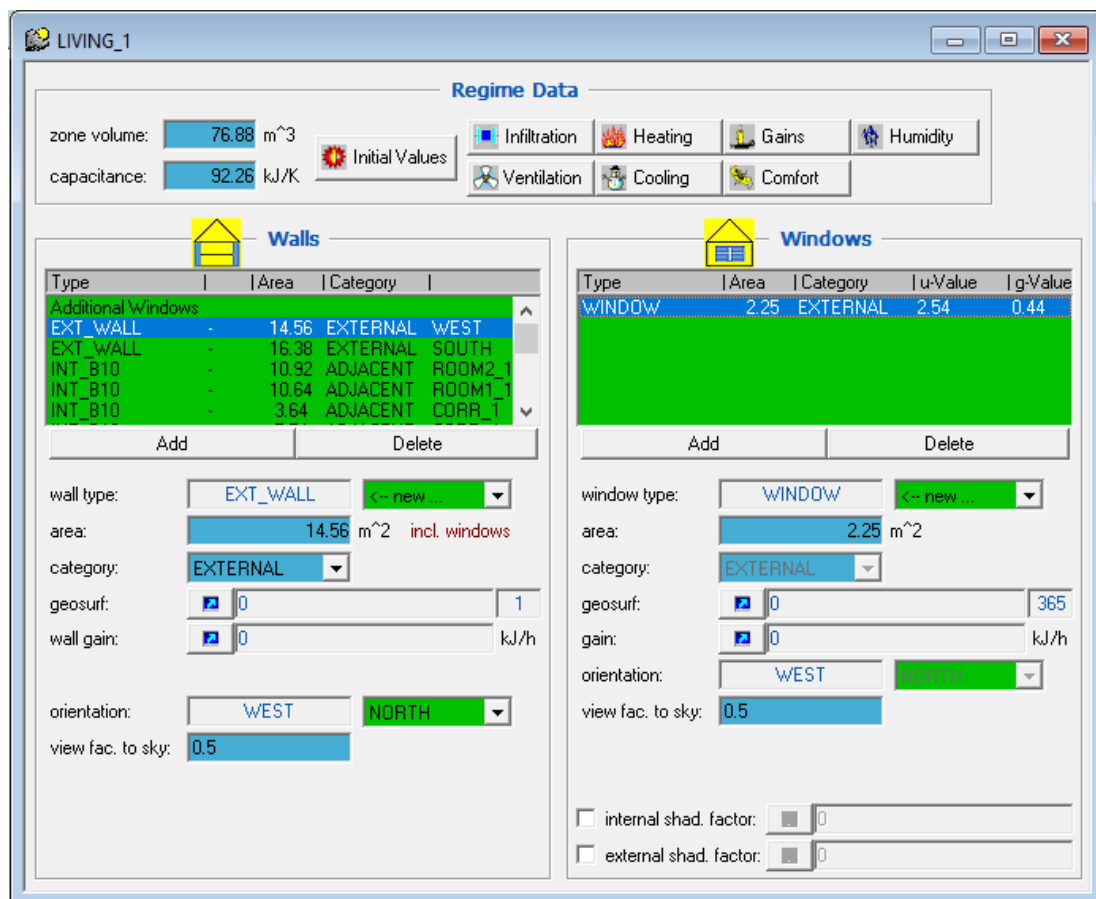 LIVING_1
Regime Data
zone volume: 76.88 m^3
capacitance: 92.26 kJ/K
Initial Values
Infiltration Heating Gains Humidity
Ventilation Cooling Comfort
Walls
Type | | Area | Category |
Additional Windows
EXT_WALL - 14.56 EXTERNAL WEST
EXT_WALL - 16.38 EXTERNAL SOUTH
INT_B10 - 10.92 ADJACENT ROOM2_1
INT_B10 - 10.64 ADJACENT ROOM1_1
INT_B10 - 3.64 ADJACENT CORR_1
Add Delete
wall type: EXT_WALL <-- new ...
area: 14.56 m^2 incl. windows
category: EXTERNAL
geosurf: 0 1
wall gain: 0 kJ/h
orientation: WEST NORTH
view fac. to sky: 0.5
Windows
Type | Area | Category | u-Value | g-Value
WINDOW 2.25 EXTERNAL 2.54 0.44
Add Delete
window type: WINDOW <-- new ...
area: 2.25 m^2
category: EXTERNAL
geosurf: 0 365
gain: 0 kJ/h
orientation: WEST NORTH
view fac. to sky: 0.5
internal shad. factor: 0
external shad. factor: 0